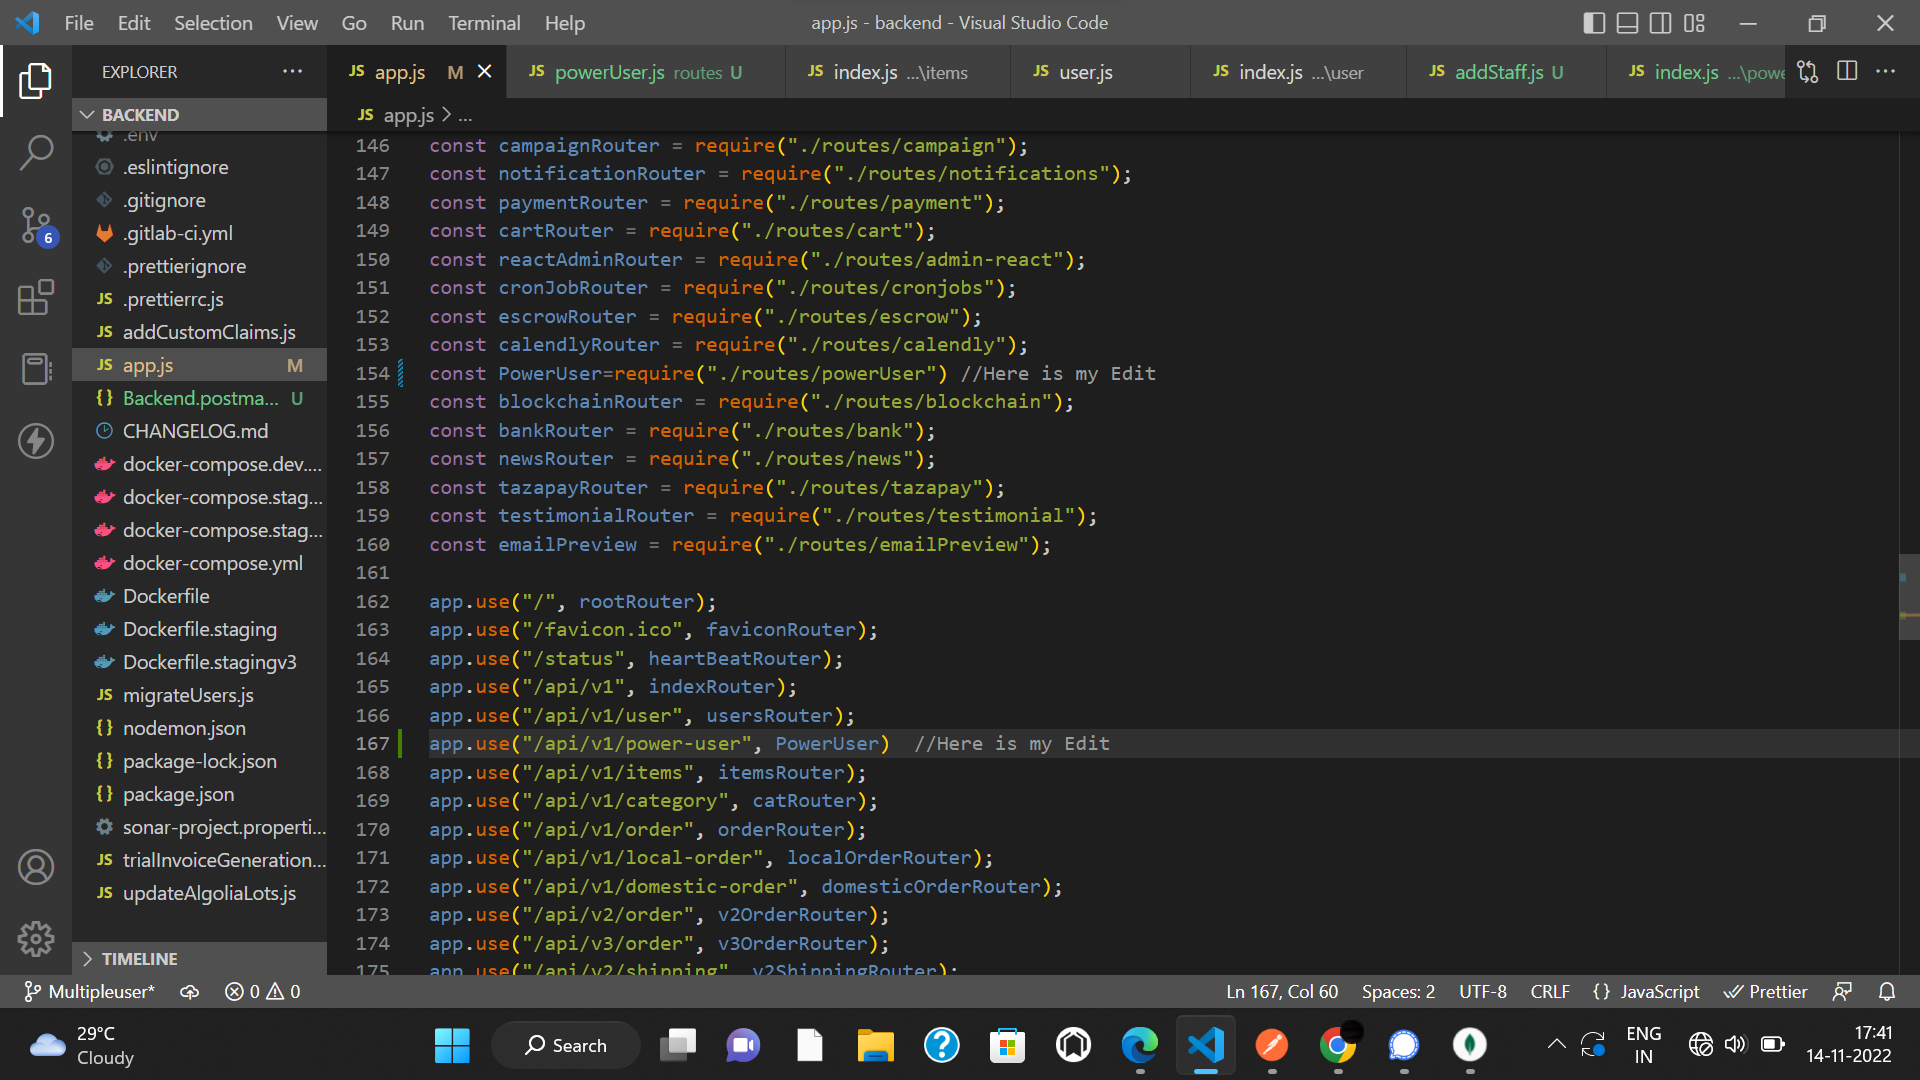 File Edit Selection View Go Run Terminal Help
app.js - backend - Visual Studio Code
EXPLORER
JS app.js M
JS powerUser.js routes U
JS index.js ...\items
JS user.js
JS index.js ...\user
JS addStaff.js U
JS index.js ...\powe
BACKEND
JS app.js > ...
.env
.eslintignore
.gitignore
.gitlab-ci.yml
.prettierignore
JS .prettierrc.js
JS addCustomClaims.js
JS app.js M
{} Backend.postma... U
CHANGELOG.md
docker-compose.dev....
docker-compose.stag...
docker-compose.stag...
docker-compose.yml
Dockerfile
Dockerfile.staging
Dockerfile.stagingv3
JS migrateUsers.js
{} nodemon.json
{} package-lock.json
{} package.json
sonar-project.properti...
JS trialInvoiceGeneration...
JS updateAlgoliaLots.js
TIMELINE
6
146 const campaignRouter = require("./routes/campaign");
147 const notificationRouter = require("./routes/notifications");
148 const paymentRouter = require("./routes/payment");
149 const cartRouter = require("./routes/cart");
150 const reactAdminRouter = require("./routes/admin-react");
151 const cronJobRouter = require("./routes/cronjobs");
152 const escrowRouter = require("./routes/escrow");
153 const calendlyRouter = require("./routes/calendly");
154 const PowerUser=require("./routes/powerUser") //Here is my Edit
155 const blockchainRouter = require("./routes/blockchain");
156 const bankRouter = require("./routes/bank");
157 const newsRouter = require("./routes/news");
158 const tazapayRouter = require("./routes/tazapay");
159 const testimonialRouter = require("./routes/testimonial");
160 const emailPreview = require("./routes/emailPreview");
161
162 app.use("/", rootRouter);
163 app.use("/favicon.ico", faviconRouter);
164 app.use("/status", heartBeatRouter);
165 app.use("/api/v1", indexRouter);
166 app.use("/api/v1/user", usersRouter);
167 app.use("/api/v1/power-user", PowerUser)  //Here is my Edit
168 app.use("/api/v1/items", itemsRouter);
169 app.use("/api/v1/category", catRouter);
170 app.use("/api/v1/order", orderRouter);
171 app.use("/api/v1/local-order", localOrderRouter);
172 app.use("/api/v1/domestic-order", domesticOrderRouter);
173 app.use("/api/v2/order", v2OrderRouter);
174 app.use("/api/v3/order", v3OrderRouter);
175 app.use("/api/v2/shipping", v2ShippingRouter);
Multipleuser* 0 0
Ln 167, Col 60 Spaces: 2 UTF-8 CRLF {} JavaScript Prettier
29°C
Cloudy
Search
ENG
IN
17:41
14-11-2022